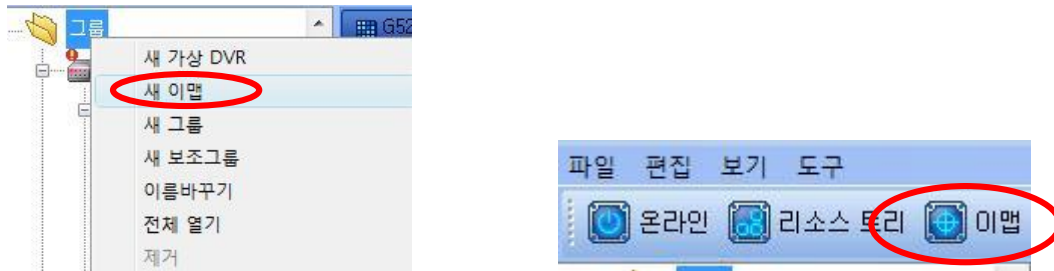 그룹
G52
새 가상 DVR
새 이맵
새 그룹
새 보조그룹
이름바꾸기
전체 열기
제거
파일 편집 보기 도구
온라인 리소스 트리 이맵